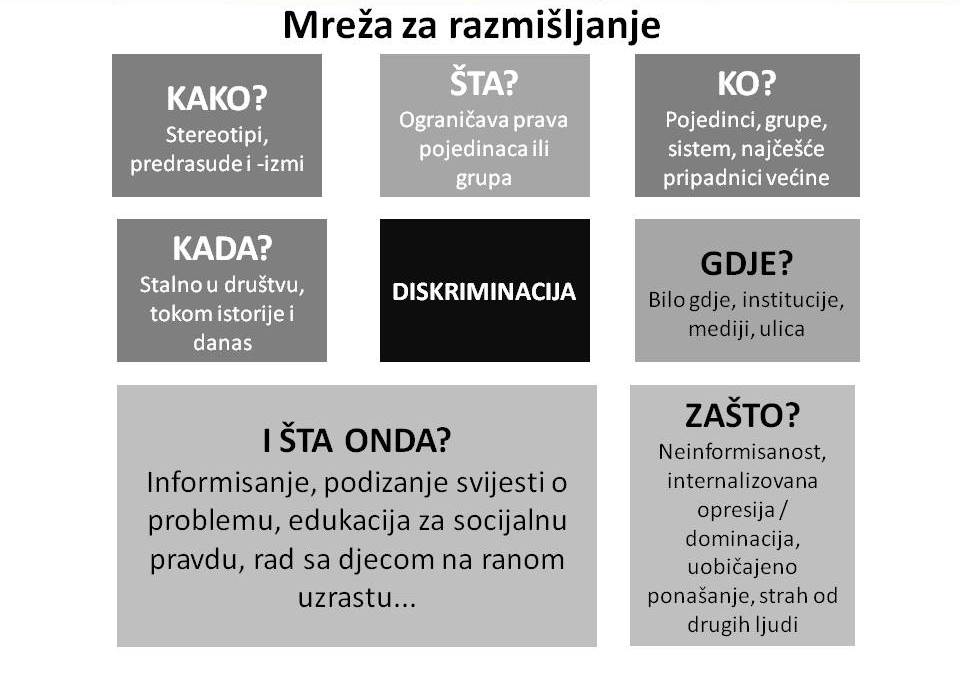 Mreža za razmišljanje
KAKO?
Stereotipi,
predrasude i -izmi
ŠTA?
Ograničava prava
pojedinaca ili
grupa
KO?
Pojedinci, grupe,
sistem, najčešće
pripadnici većine
KADA?
Stalno u društvu,
tokom istorije i
danas
DISKRIMINACIJA
GDJE?
Bilo gdje, institucije,
mediji, ulica
I ŠTA ONDA?
Informisanje, podizanje svijesti o
problemu, edukacija za socijalnu
pravdu, rad sa djecom na ranom
uzrastu...
ZAŠTO?
Neinformisanost,
internalizovana
opresija /
dominacija,
uobičajeno
ponašanje, strah od
drugih ljudi